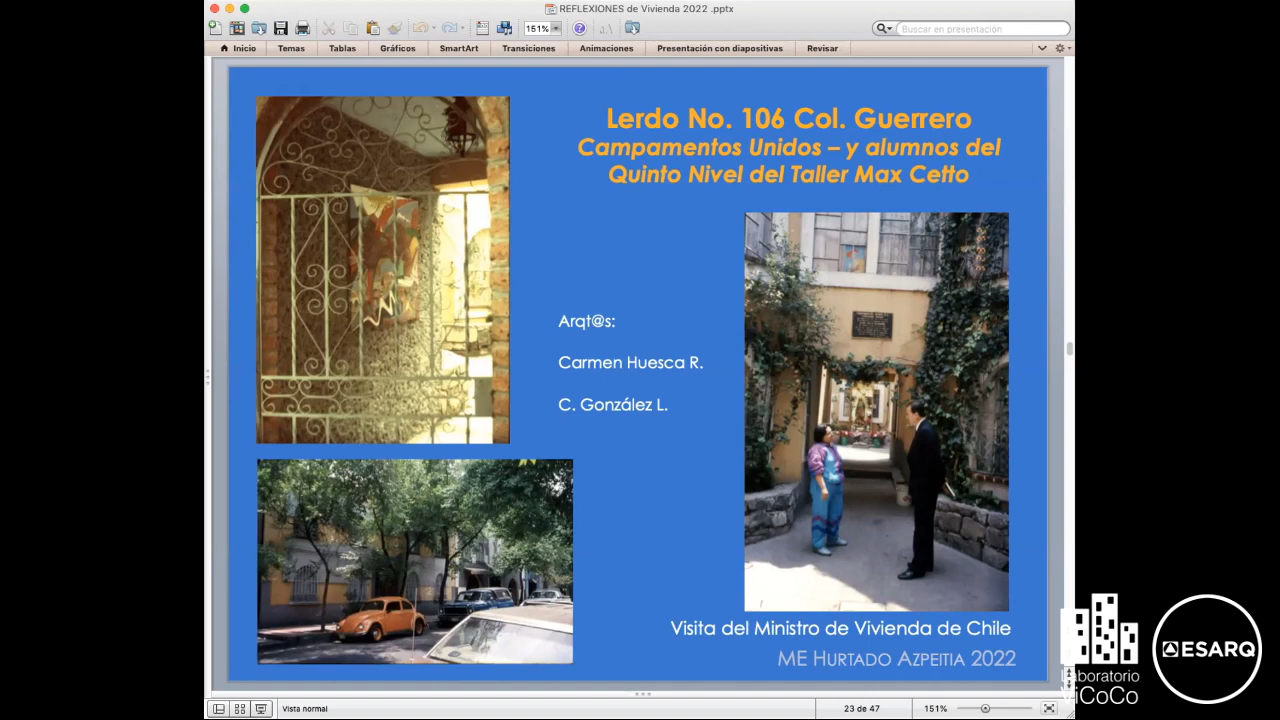 REFLEXIONES de Vivienda 2022 .pptx
151%
Buscar en presentación
Inicio Temas Tablas Gráficos SmartArt Transiciones Animaciones Presentación con diapositivas Revisar
Lerdo No. 106 Col. Guerrero
Campamentos Unidos – y alumnos del
Quinto Nivel del Taller Max Cetto
Arqt@s:
Carmen Huesca R.
C. González L.
Visita del Ministro de Vivienda de Chile
ME HURTADO AZPEITIA 2022
Laboratorio
ViCoCo
ESARQ
Vista normal
23 de 47
151%